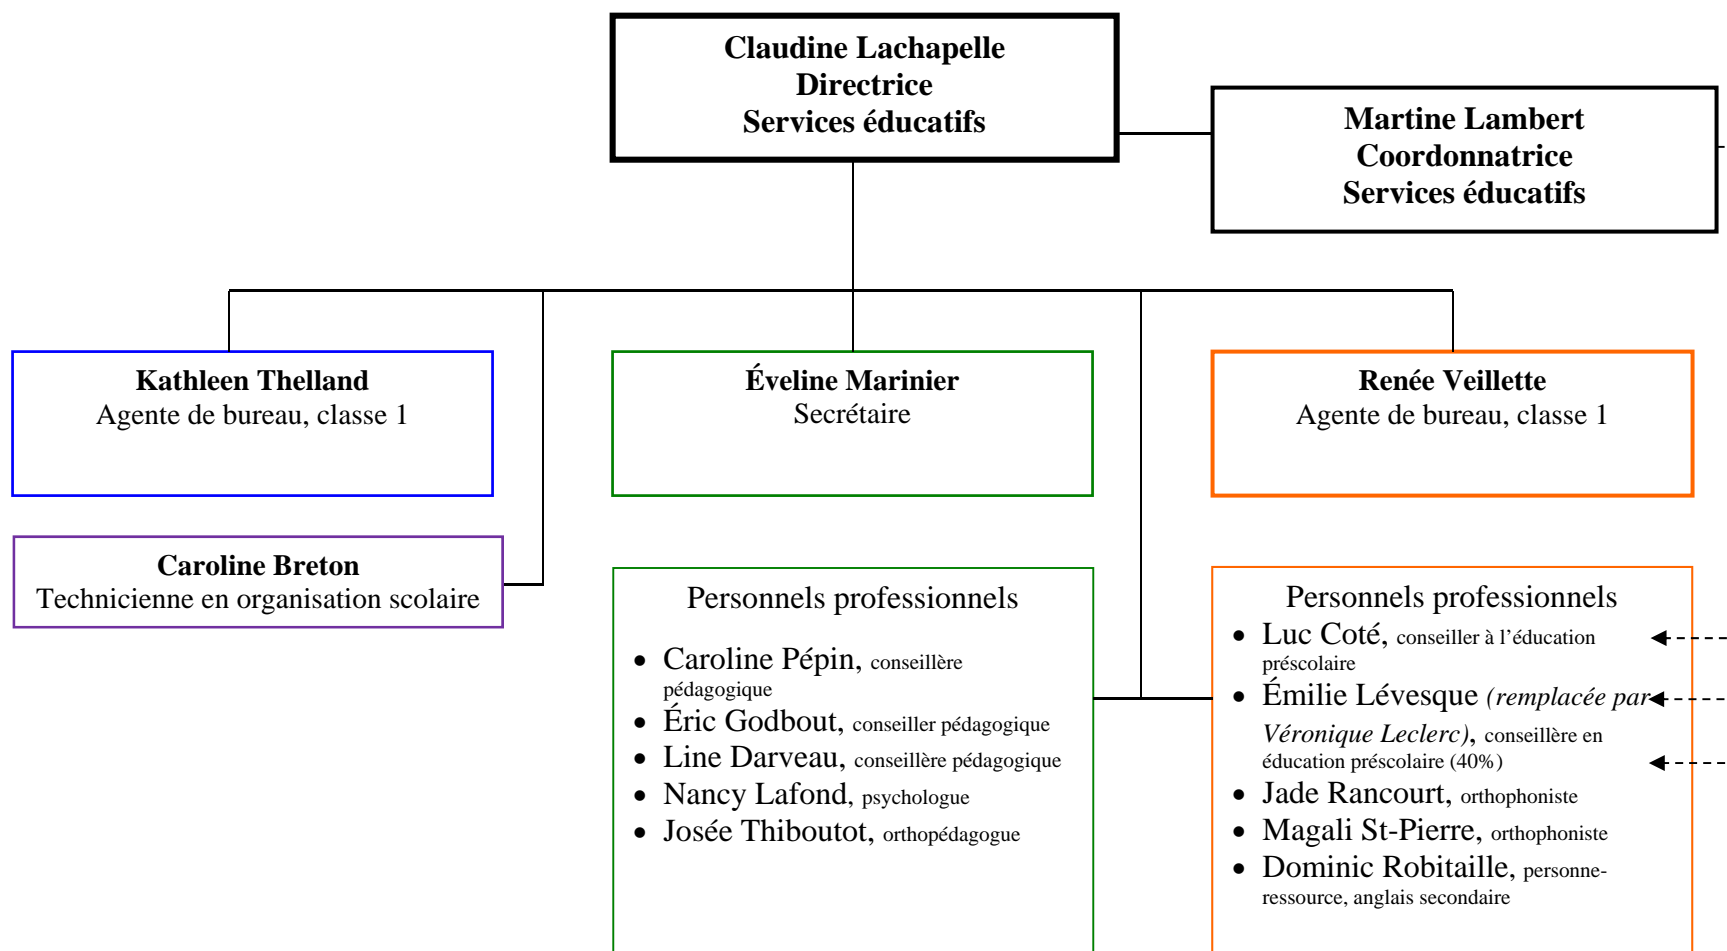 Claudine Lachapelle
Directrice
Services éducatifs
Martine Lambert
Coordonnatrice
Services éducatifs
Kathleen Thelland
Agente de bureau, classe 1
Éveline Marinier
Secrétaire
Renée Veillette
Agente de bureau, classe 1
Caroline Breton
Technicienne en organisation scolaire
Personnels professionnels
• Caroline Pépin, conseillère
pédagogique
• Éric Godbout, conseiller pédagogique
• Line Darveau, conseillère pédagogique
• Nancy Lafond, psychologue
• Josée Thiboutot, orthopédagogue
Personnels professionnels
• Luc Coté, conseiller à l’éducation
préscolaire
• Émilie Lévesque (remplacée par
Véronique Leclerc), conseillère en
éducation préscolaire (40%)
• Jade Rancourt, orthophoniste
• Magali St-Pierre, orthophoniste
• Dominic Robitaille, personne-
ressource, anglais secondaire